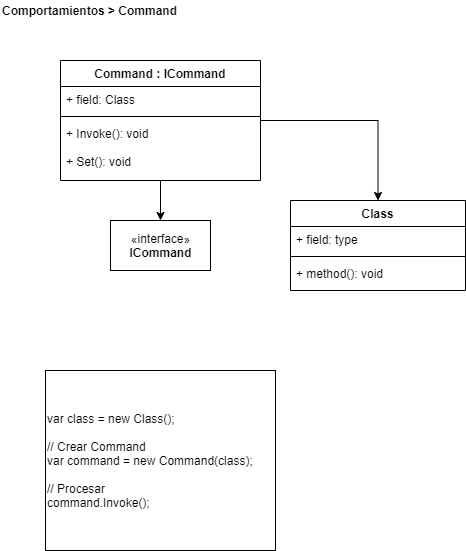 Comportamientos > Command
Command : ICommand
+ field: Class
+ Invoke(): void
+ Set(): void
«interface»
ICommand
Class
+ field: type
+ method(): void
var class = new Class();
// Crear Command
var command = new Command(class);
// Procesar
command.Invoke();